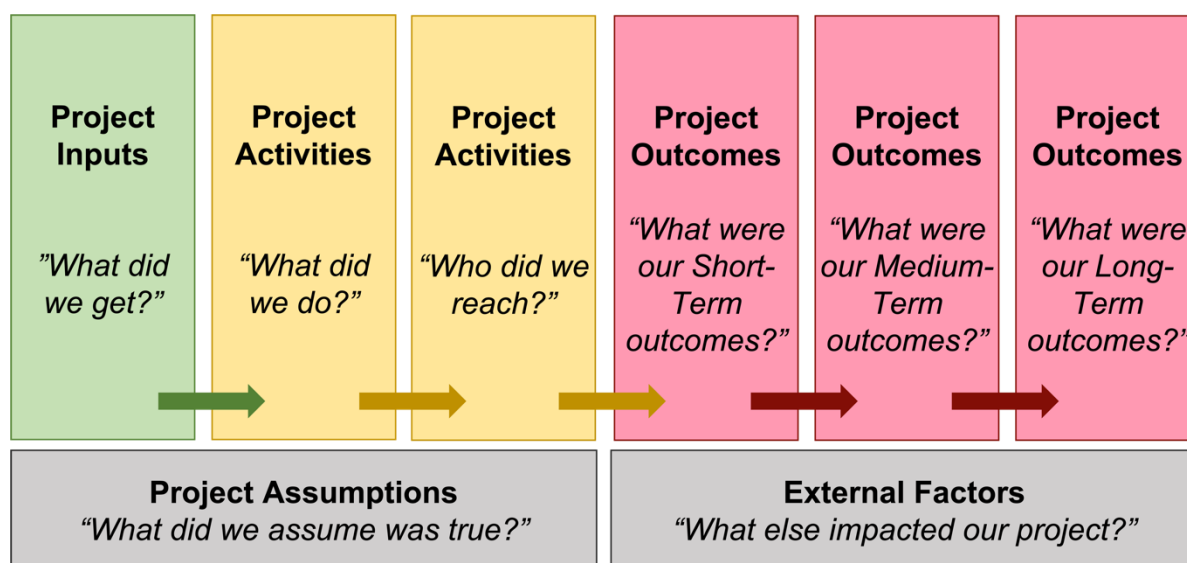 Project
Inputs
”What did
we get?”
Project
Activities
“What did
we do?”
Project
Activities
“Who did we
reach?”
Project
Outcomes
“What were
our Short-
Term
outcomes?”
Project
Outcomes
“What were
our Medium-
Term
outcomes?”
Project
Outcomes
“What were
our Long-
Term
outcomes?”
Project Assumptions
“What did we assume was true?”
External Factors
“What else impacted our project?”